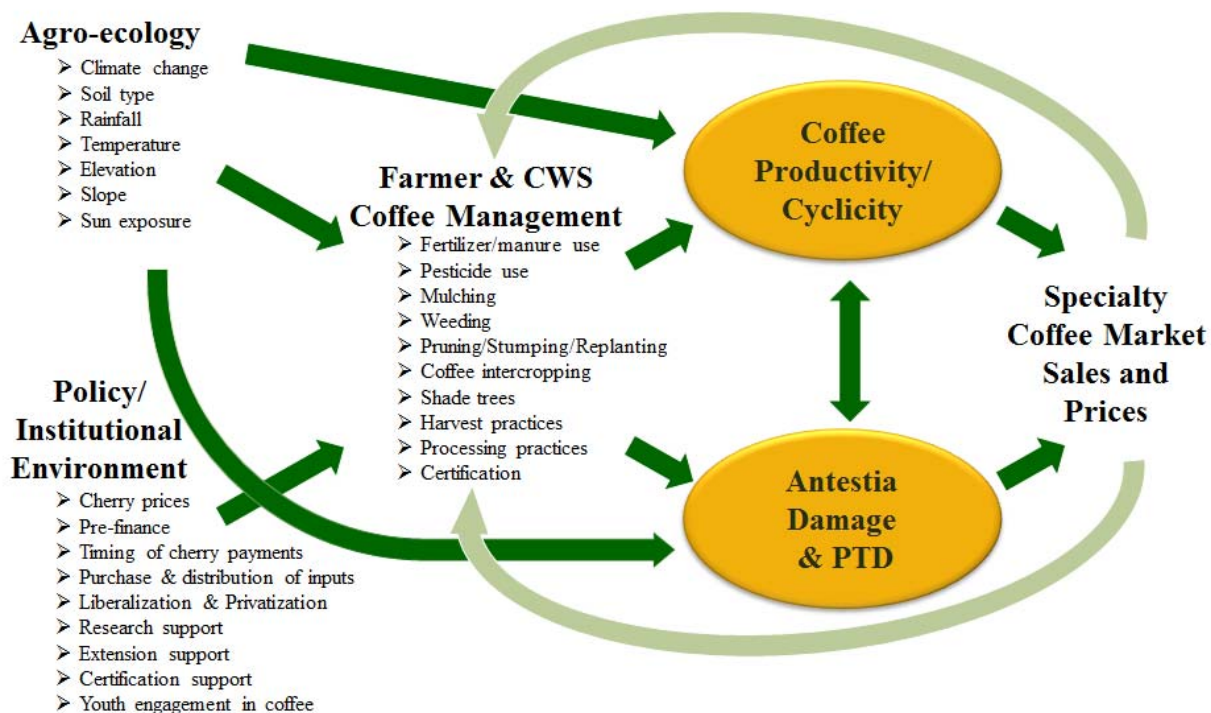 Agro-ecology
➢ Climate change
➢ Soil type
➢ Rainfall
➢ Temperature
➢ Elevation
➢ Slope
➢ Sun exposure
Policy/
Institutional
Environment
➢ Cherry prices
➢ Pre-finance
➢ Timing of cherry payments
➢ Purchase & distribution of inputs
➢ Liberalization & Privatization
➢ Research support
➢ Extension support
➢ Certification support
➢ Youth engagement in coffee
Farmer & CWS
Coffee Management
➢ Fertilizer/manure use
➢ Pesticide use
➢ Mulching
➢ Weeding
➢ Pruning/Stumping/Replanting
➢ Coffee intercropping
➢ Shade trees
➢ Harvest practices
➢ Processing practices
➢ Certification
Coffee
Productivity/
Cyclicity
Antestia
Damage
& PTD
Specialty
Coffee Market
Sales and
Prices